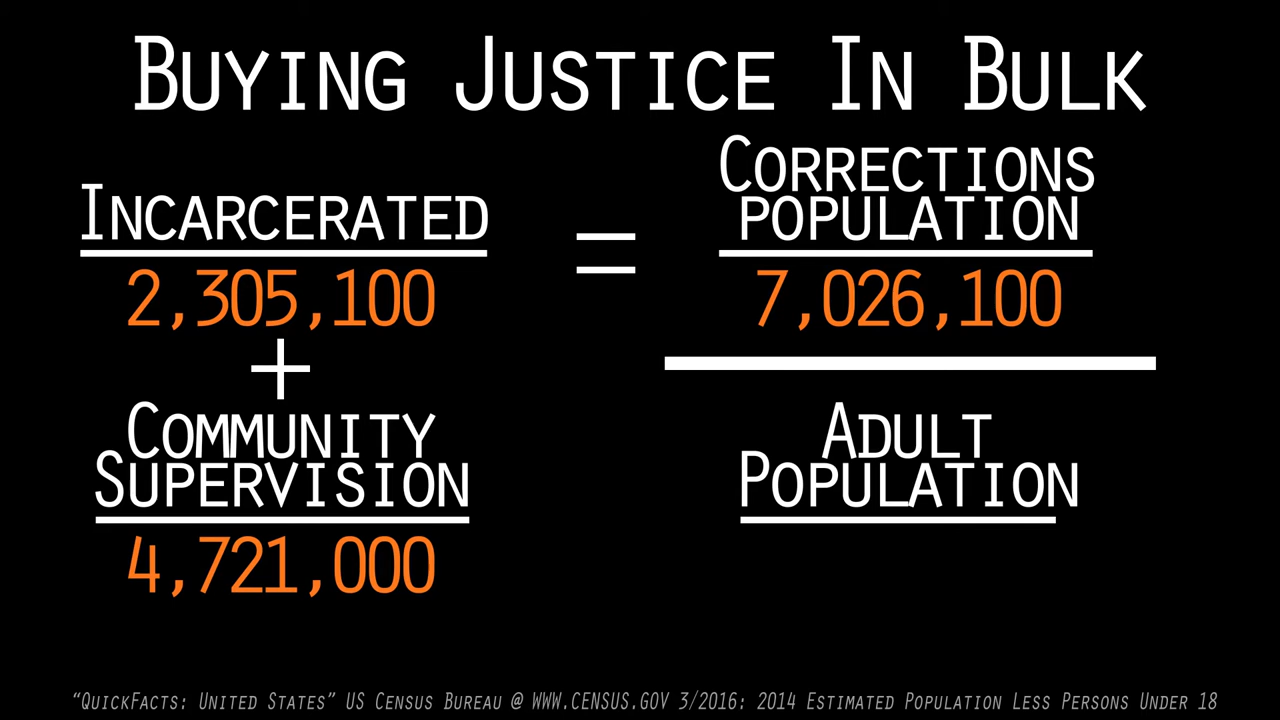 Buying Justice In Bulk
Incarcerated
2,305,100
+
Community
Supervision
4,721,000
=
Corrections
population
7,026,100
Adult
Population
"QuickFacts: United States" US Census Bureau @ www.census.gov 3/2016: 2014 Estimated Population Less Persons Under 18